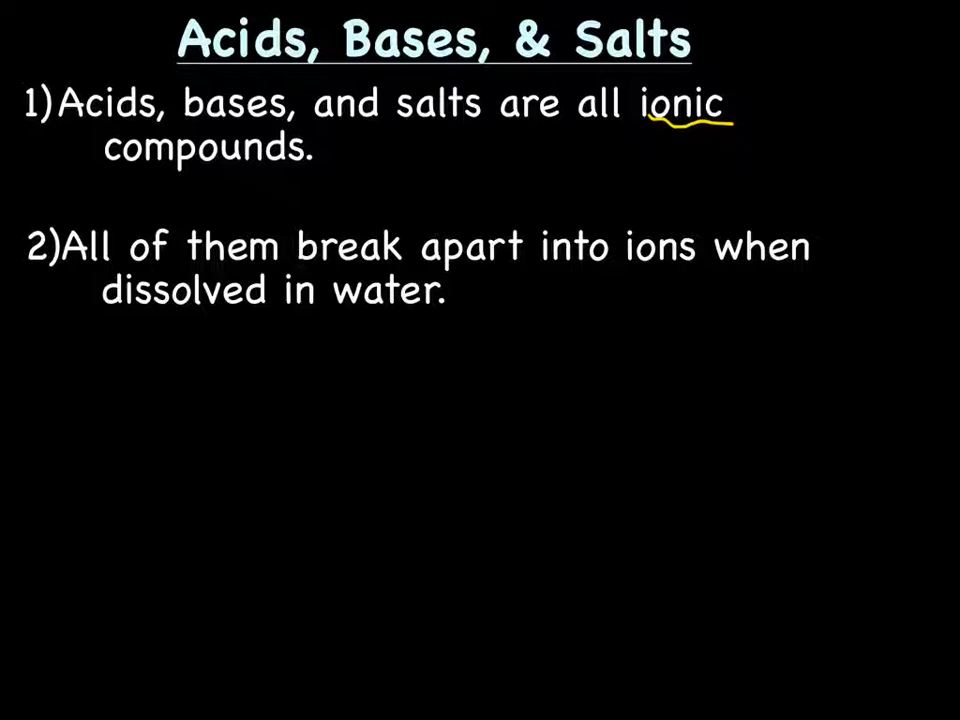 Acids, Bases, & Salts
1)Acids, bases, and salts are all ionic
compounds.
2)All of them break apart into ions when
dissolved in water.